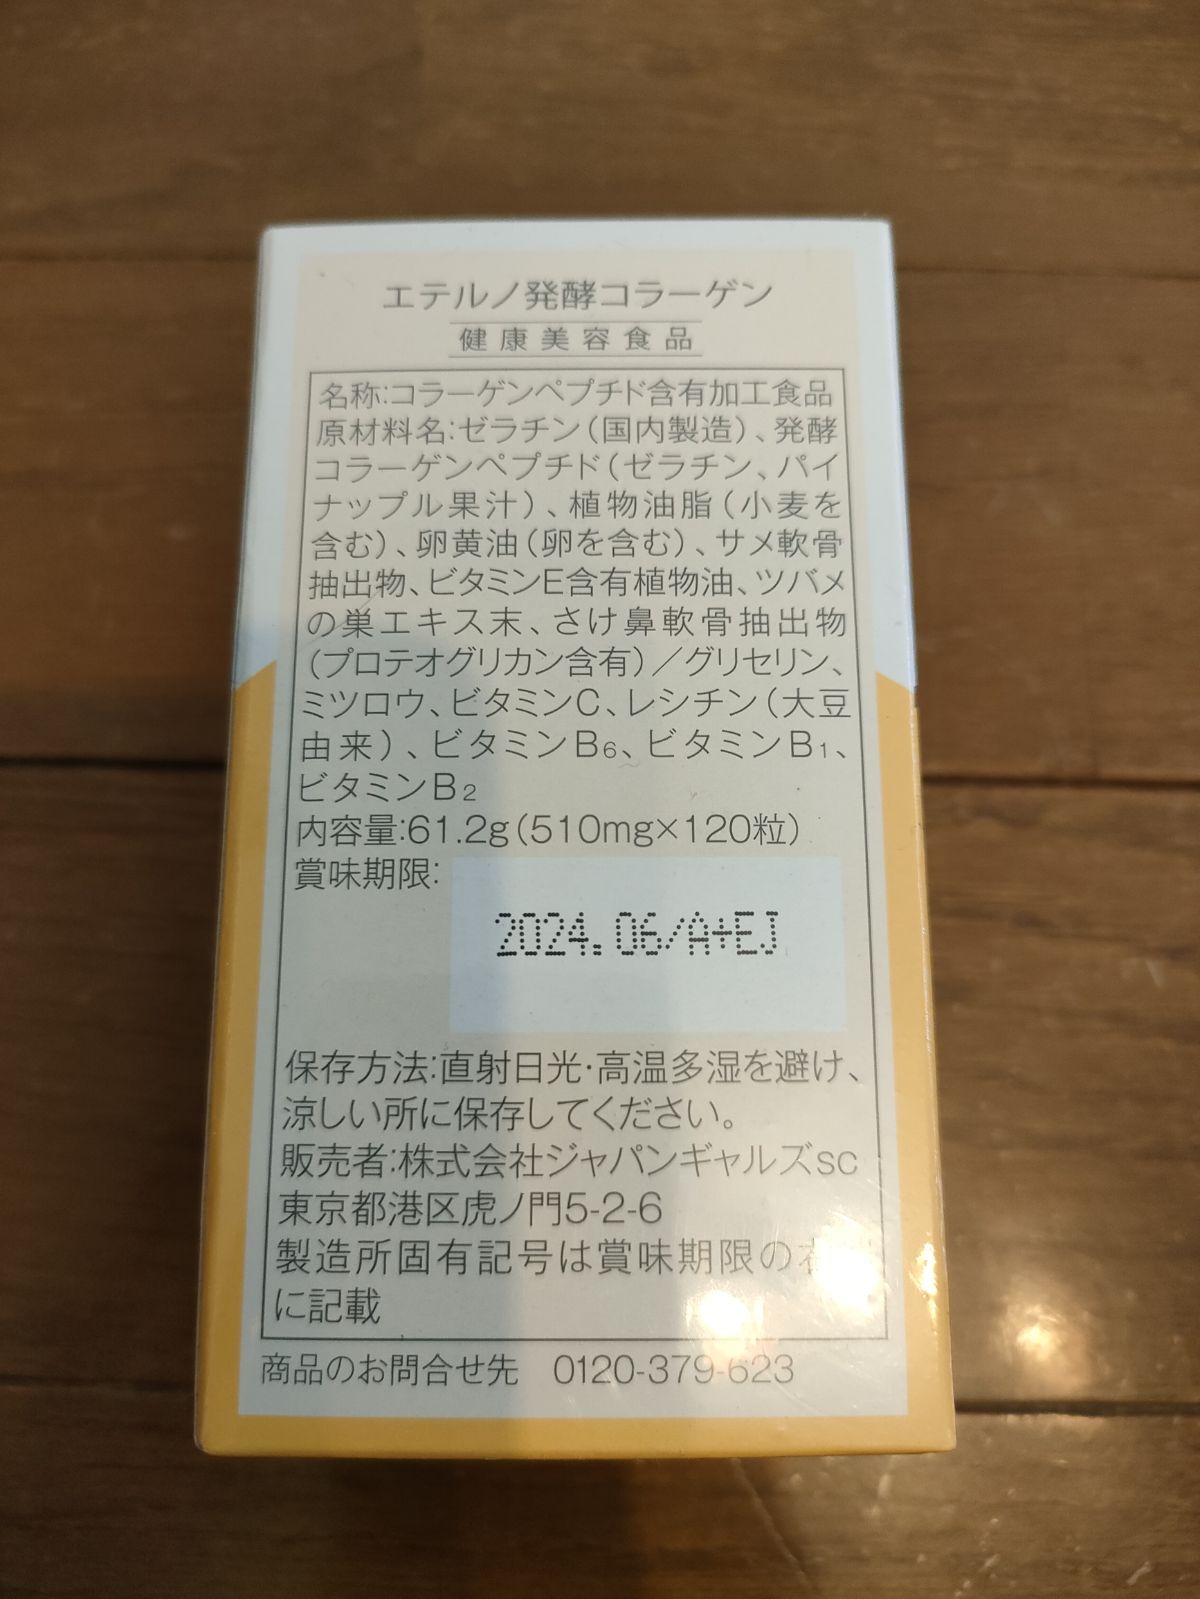 エテルノ発酵コラーゲン
健康美容食品
名称:コラーゲンペプチド含有加工食品
原材料名:ゼラチン(国内製造)、発酵
コラーゲンペプチド(ゼラチン、パイ
ナップル果汁)、植物油脂(小麦を
含む)、卵黄油(卵を含む)、サメ軟骨
抽出物、ビタミンE含有植物油、ツバメ
の巣エキス末、さけ鼻軟骨抽出物
(プロテオグリカン含有)/グリセリン、
ミツロウ、ビタミンC、レシチン(大豆
由来)、ビタミンB6、ビタミンB1、
ビタミンB2
内容量:61.2g(510mg×120粒)
賞味期限:
2024.06/A+EJ
保存方法:直射日光・高温多湿を避け、
涼しい所に保存してください。
販売者:株式会社ジャパンギャルズSC
東京都港区虎ノ門5-2-6
製造所固有記号は賞味期限の
に記載
商品のお問合せ先 0120-379-623